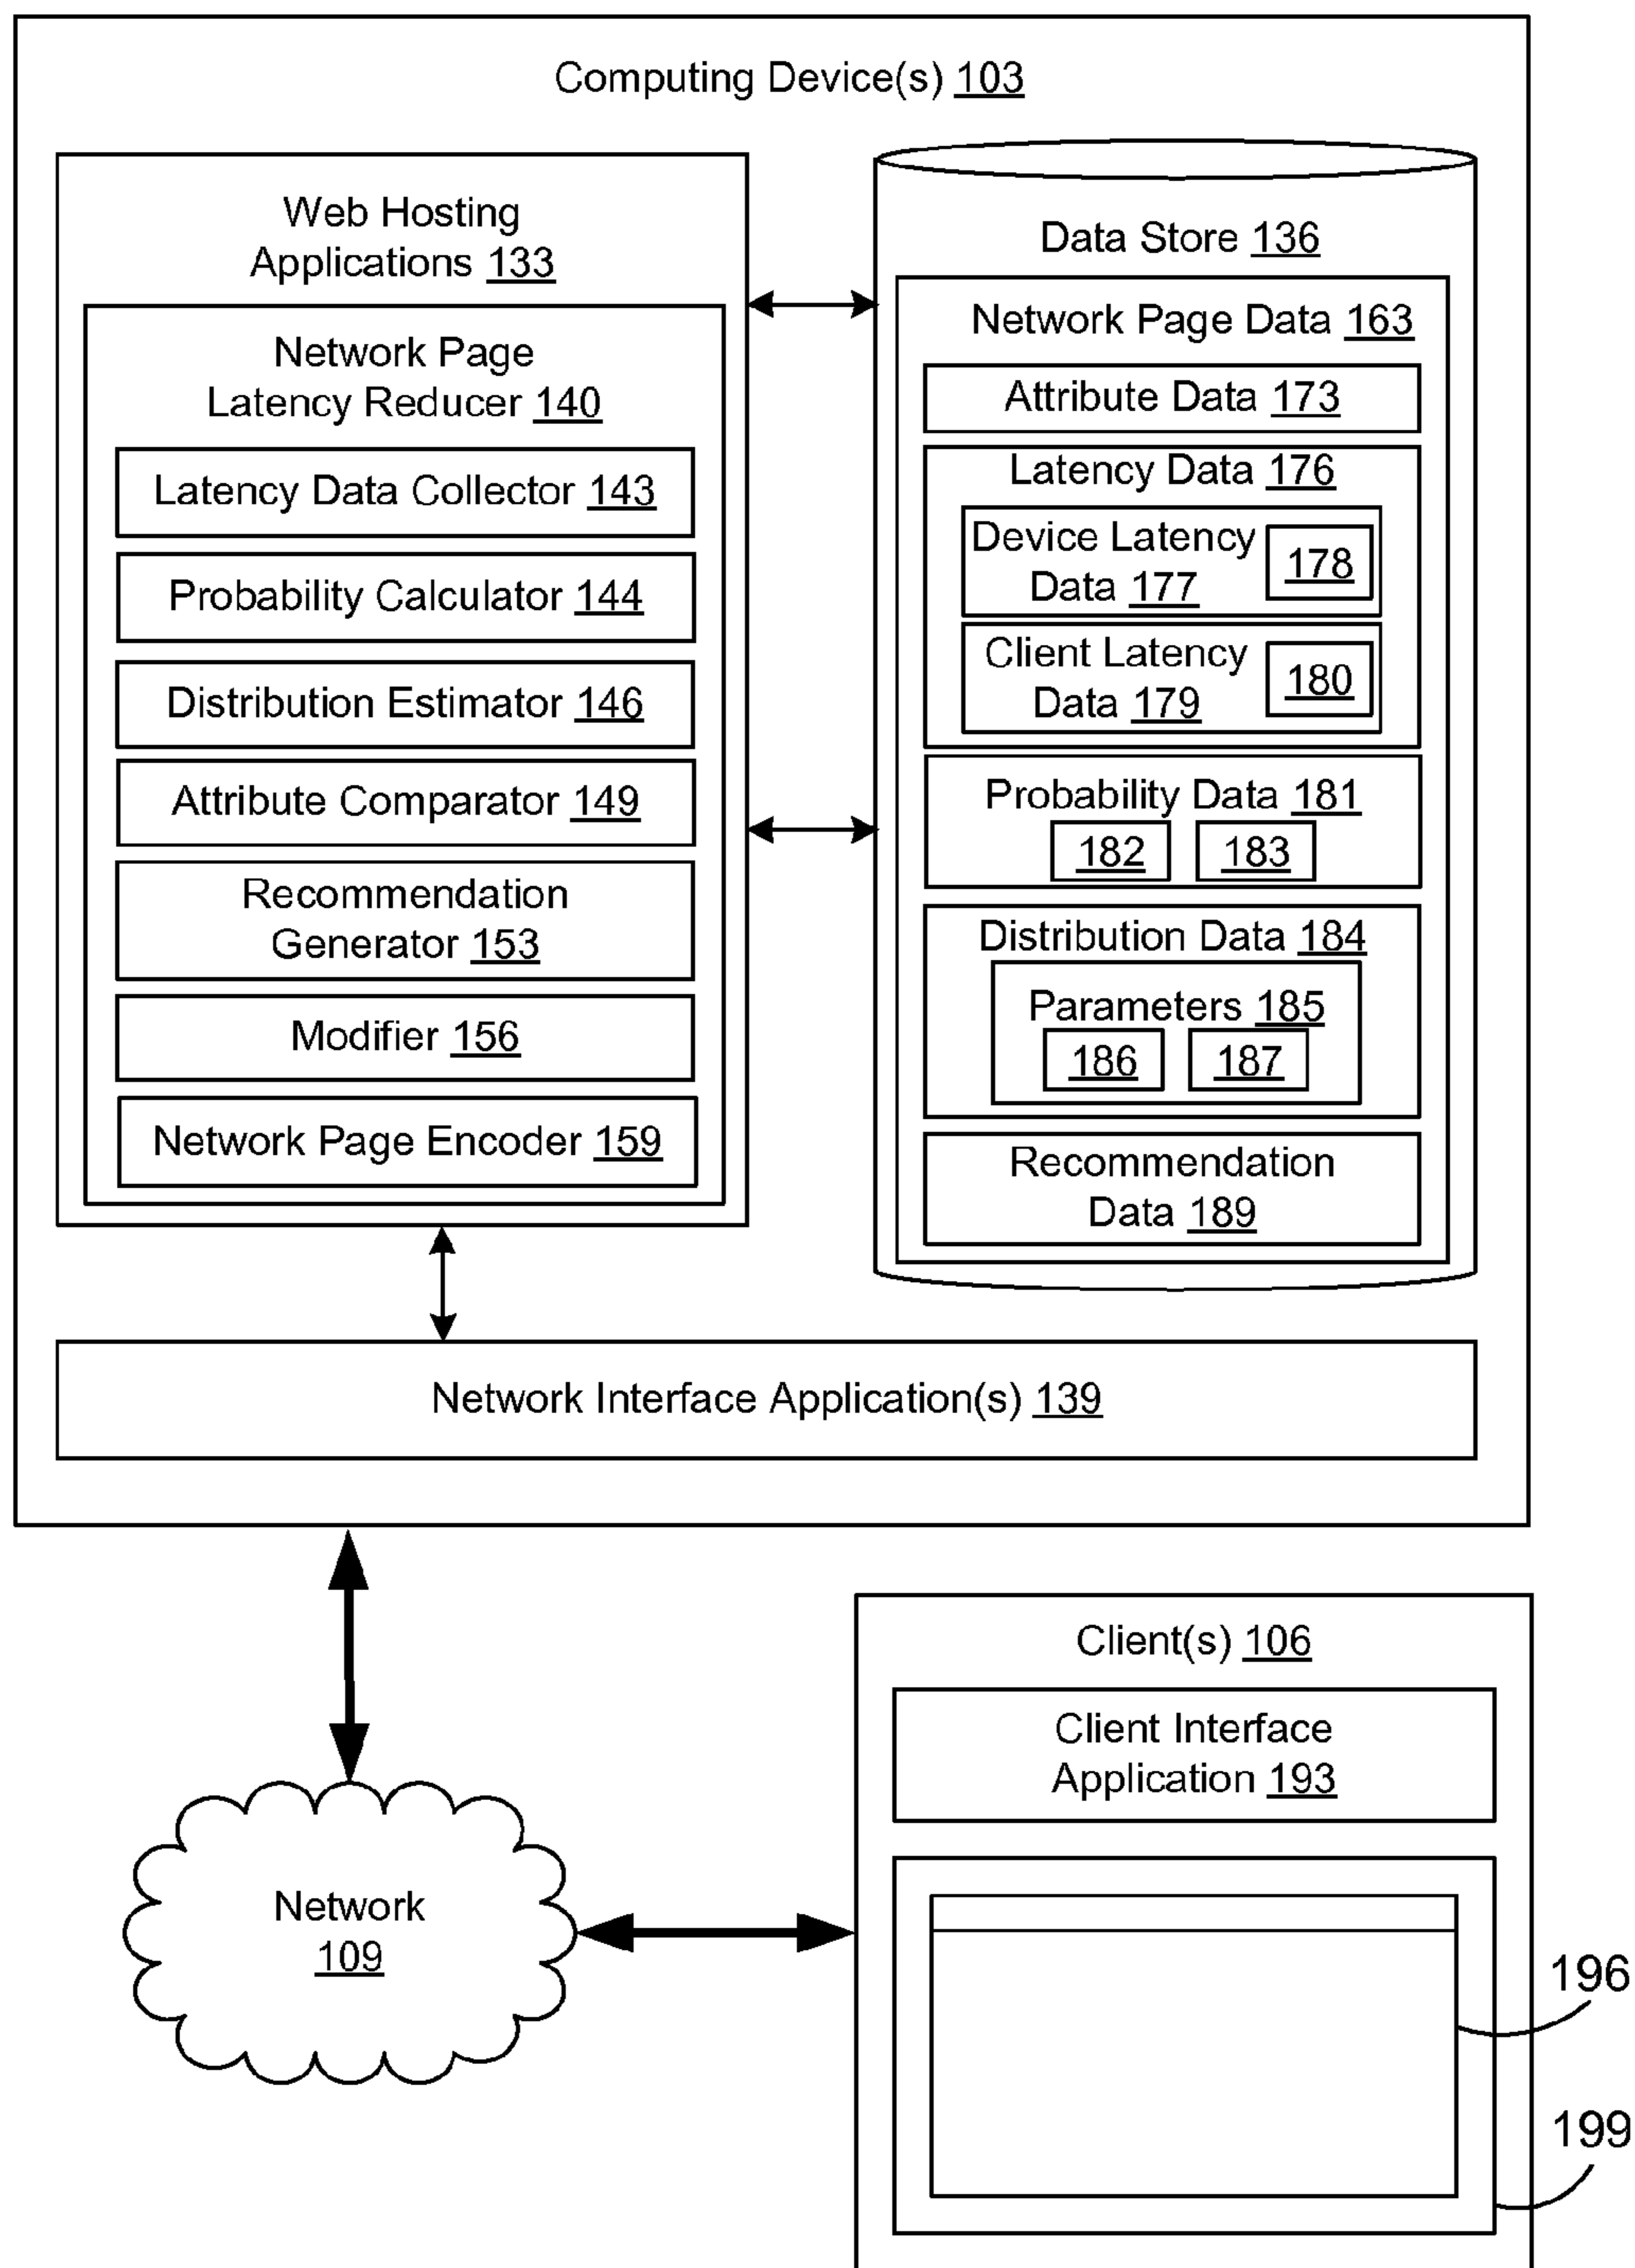 Computing Device(s) 103
Web Hosting
Applications 133
Network Page
Latency Reducer 140
Latency Data Collector 143
Probability Calculator 144
Distribution Estimator 146
Attribute Comparator 149
Recommendation
Generator 153
Modifier 156
Network Page Encoder 159
Data Store 136
Network Page Data 163
Attribute Data 173
Latency Data 176
Device Latency
Data 177
178
Client Latency
Data 179
180
Probability Data 181
182 183
Distribution Data 184
Parameters 185
186 187
Recommendation
Data 189
Network Interface Application(s) 139
Network
109
Client(s) 106
Client Interface
Application 193
196
199